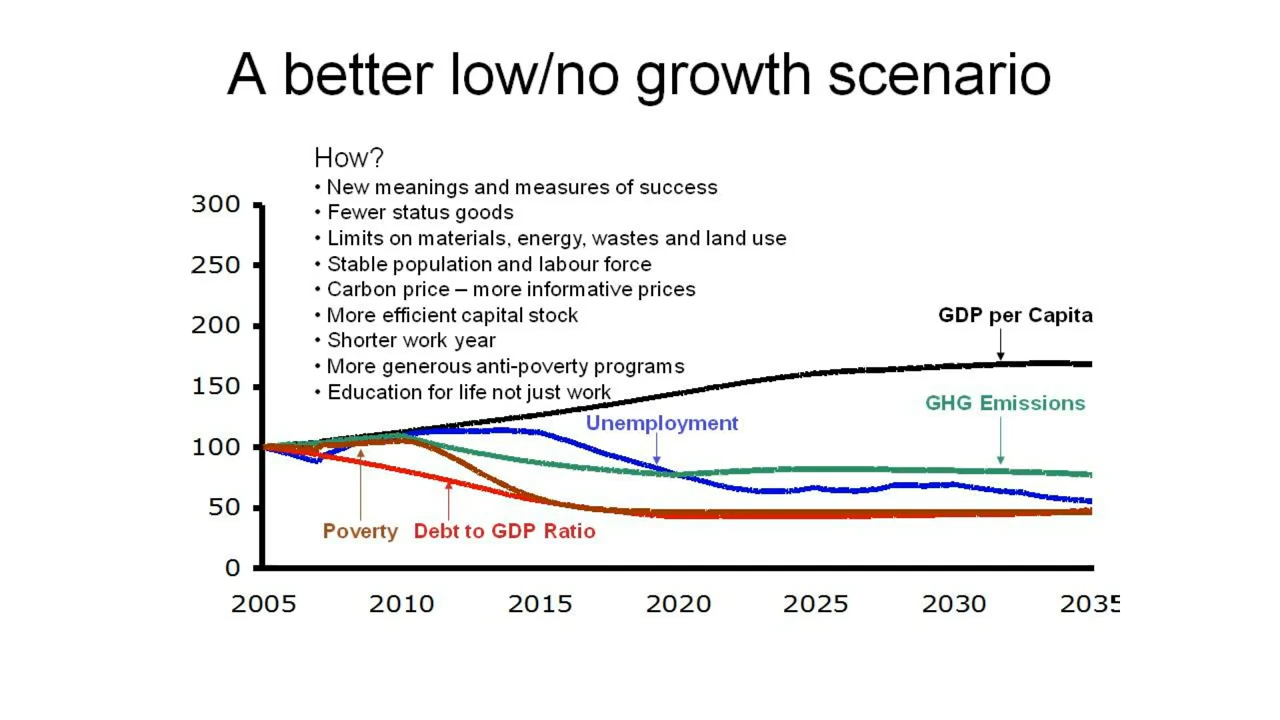 A better low/no growth scenario
How?
• New meanings and measures of success
• Fewer status goods
• Limits on materials, energy, wastes and land use
• Stable population and labour force
• Carbon price – more informative prices
• More efficient capital stock
• Shorter work year
• More generous anti-poverty programs
• Education for life not just work
300
250
200
150
100
50
0
GDP per Capita
GHG Emissions
Unemployment
Poverty
Debt to GDP Ratio
2005 2010 2015 2020 2025 2030 2035